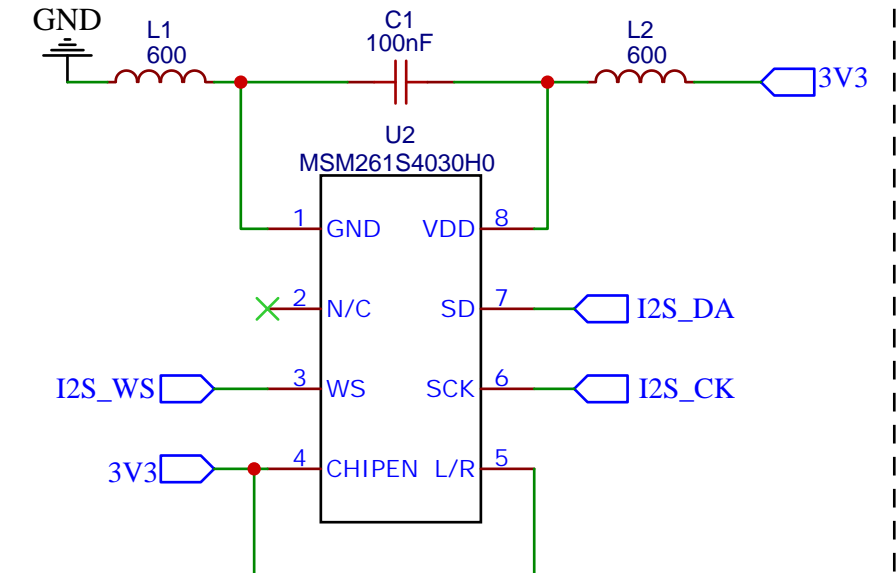 GND
L1
600
C1
100nF
L2
600
3V3
U2
MSM261S4030H0
1 GND VDD 8
2 N/C SD 7 I2S_DA
I2S_WS 3 WS SCK 6 I2S_CK
3V3 4 CHIPEN L/R 5